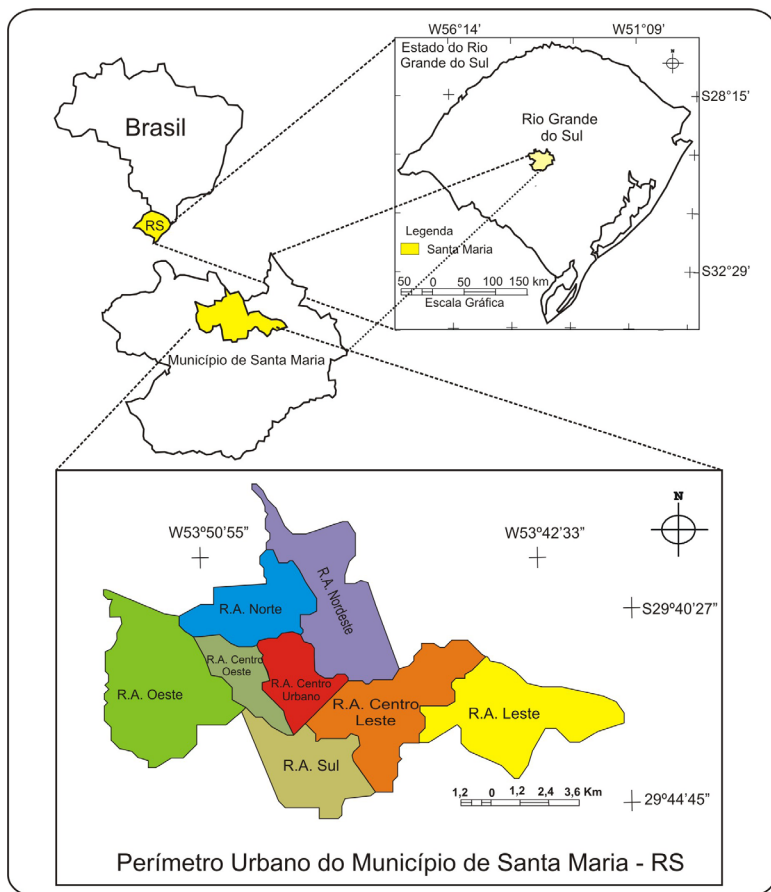 Brasil
RS
W56°14’
W51°09’
Estado do Rio
Grande do Sul
N
S28°15’
Rio Grande
do Sul
Legenda
Santa Maria
S32°29’
50 0 50 100 150 km
Escala Gráfica
Município de Santa Maria
W53º50’55”
W53º42’33”
N
S29º40’27”
R.A. Nordeste
R.A. Norte
R.A. Centro
Oeste
R.A. Centro
Urbano
R.A. Oeste
R.A. Centro
Leste
R.A. Leste
R.A. Sul
1,2 0 1,2 2,4 3,6 Km
29º44’45”
Perímetro Urbano do Município de Santa Maria - RS